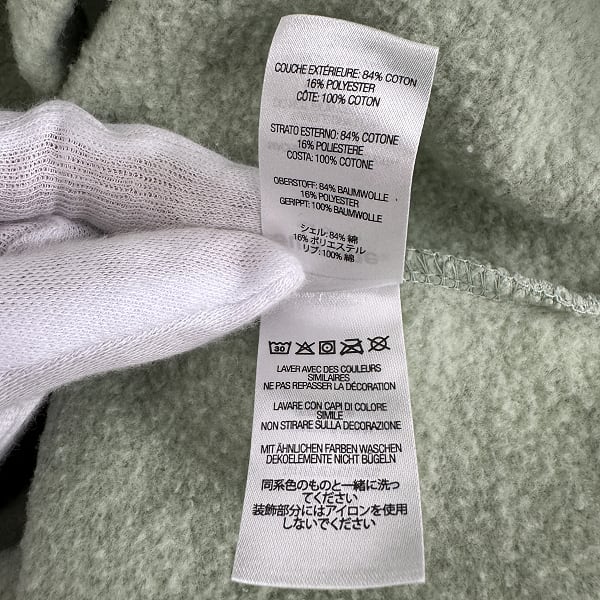 COUCHE EXTÉRIEURE: 84% COTON
16% POLYESTER
CÔTE: 100% COTON
STRATO ESTERNO: 84% COTONE
16% POLIESTERE
COSTA: 100% COTONE
OBERSTOFF: 84% BAUMWOLLE
16% POLYESTER
GERIPPT: 100% BAUMWOLLE
シェル: 84% 綿
16% ポリエステル
リブ: 100% 綿
30
LAVER AVEC DES COULEURS
SIMILAIRES
NE PAS REPASSER LA DÉCORATION
LAVARE CON CAPI DI COLORE
SIMILE
NON STIRARE SULLA DECORAZIONE
MIT ÄHNLICHEN FARBEN WASCHEN
DEKOELEMENTE NICHT BÜGELN
同系色のものと一緒に洗っ
てください
装飾部分にはアイロンを使用
しないでください